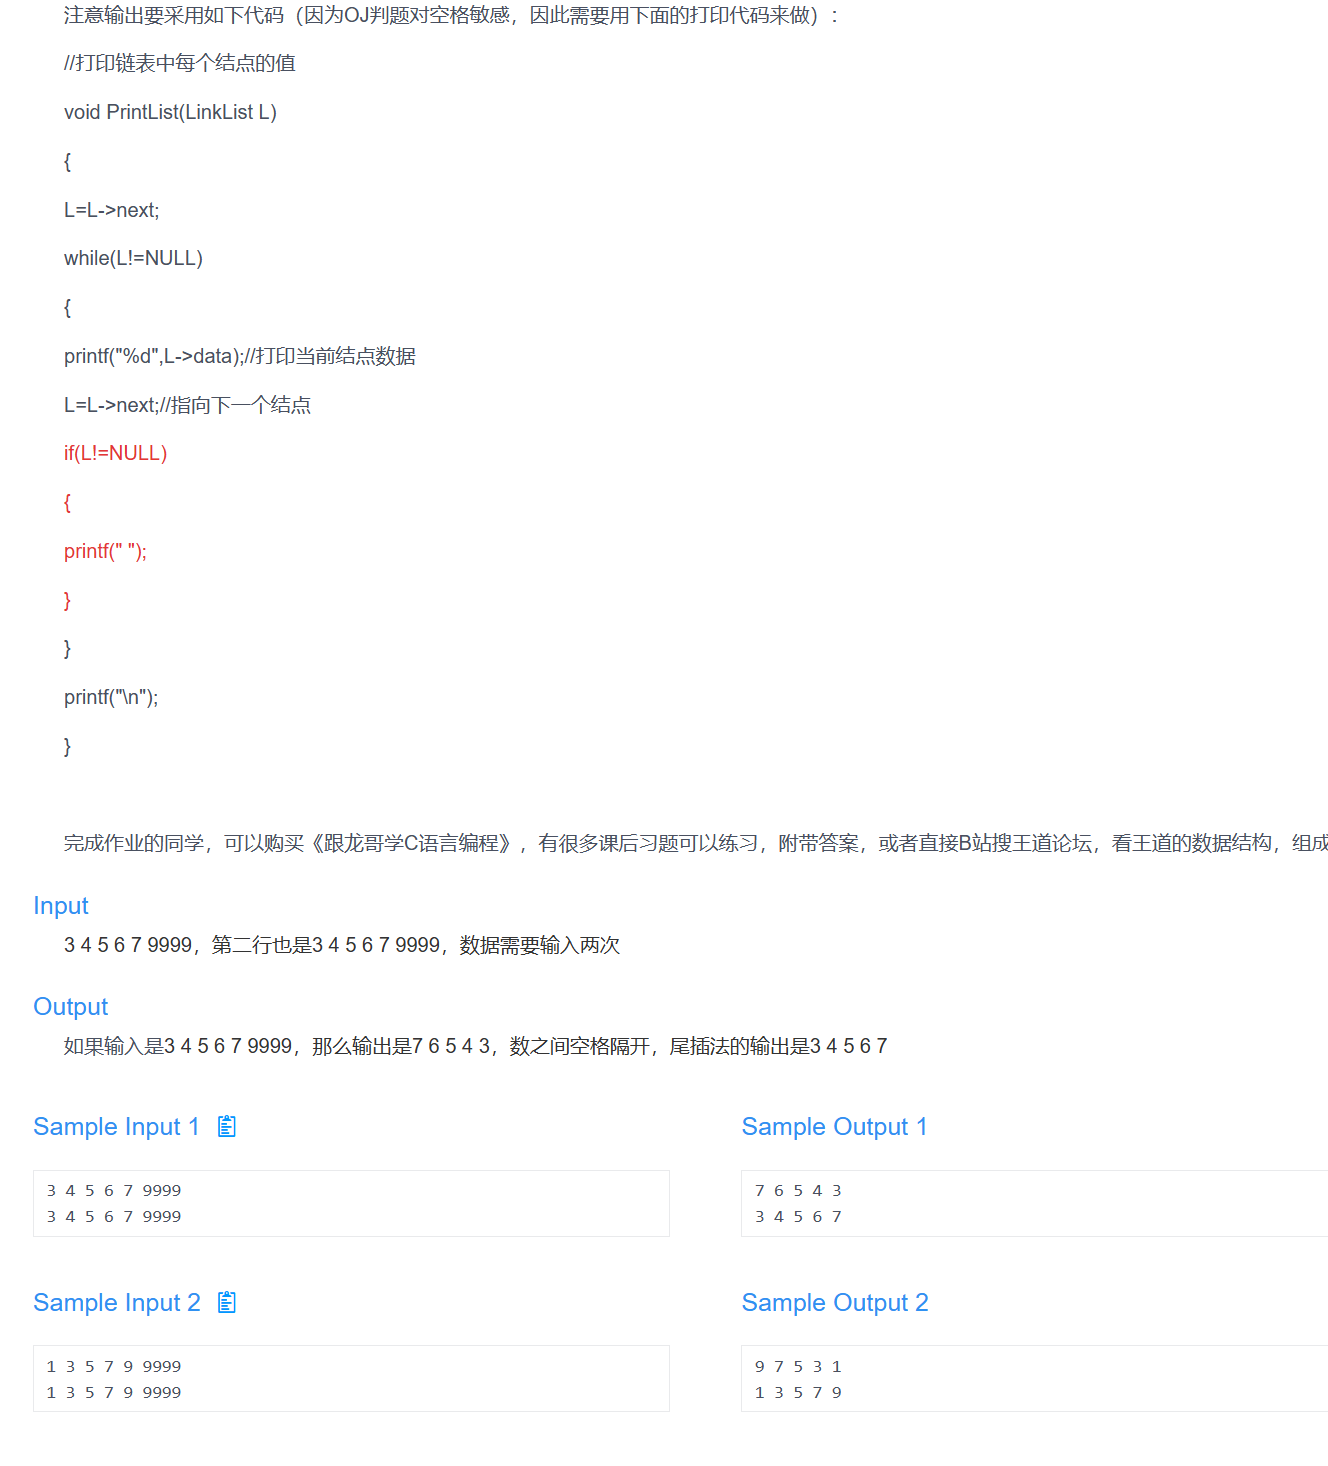 注意输出要采用如下代码（因为OJ判题对空格敏感，因此需要用下面的打印代码来做）：
//打印链表中每个结点的值
void PrintList(LinkList L)
{
L=L->next;
while(L!=NULL)
{
printf("%d",L->data);//打印当前结点数据
L=L->next;//指向下一个结点
if(L!=NULL)
{
printf(" ");
}
}
printf("\n");
}
完成作业的同学，可以购买《跟龙哥学C语言编程》，有很多课后习题可以练习，附带答案，或者直接B站搜王道论坛，看王道的数据结构，组成
Input
3 4 5 6 7 9999，第二行也是3 4 5 6 7 9999，数据需要输入两次
Output
如果输入是3 4 5 6 7 9999，那么输出是7 6 5 4 3，数之间空格隔开，尾插法的输出是3 4 5 6 7
Sample Input 1
3 4 5 6 7 9999
3 4 5 6 7 9999
Sample Output 1
7 6 5 4 3
3 4 5 6 7
Sample Input 2
1 3 5 7 9 9999
1 3 5 7 9 9999
Sample Output 2
9 7 5 3 1
1 3 5 7 9